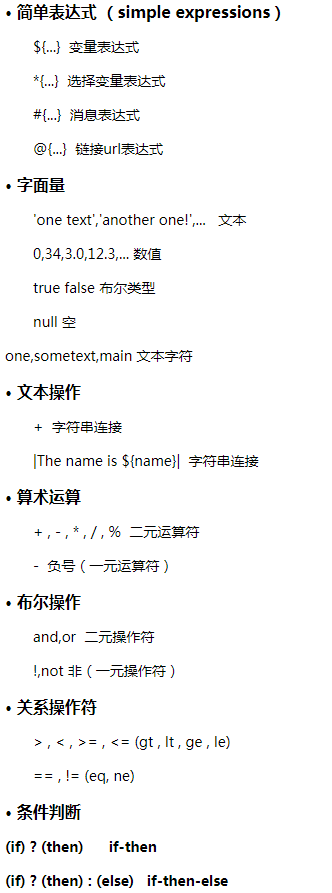 • 简单表达式 （simple expressions）
${...}  变量表达式
*{...}  选择变量表达式
#{...}  消息表达式
@{...}  链接url表达式
• 字面量
'one text','another one!',...   文本
0,34,3.0,12.3,... 数值
true false 布尔类型
null 空
one,sometext,main 文本字符
• 文本操作
+  字符串连接
|The name is ${name}|  字符串连接
• 算术运算
+ , - , * , / , %  二元运算符
-  负号（一元运算符）
• 布尔操作
and,or  二元操作符
!,not 非（一元操作符）
• 关系操作符
> , < , >= , <= (gt , lt , ge , le)
== , != (eq, ne)
• 条件判断
(if) ? (then)      if-then
(if) ? (then) : (else)   if-then-else